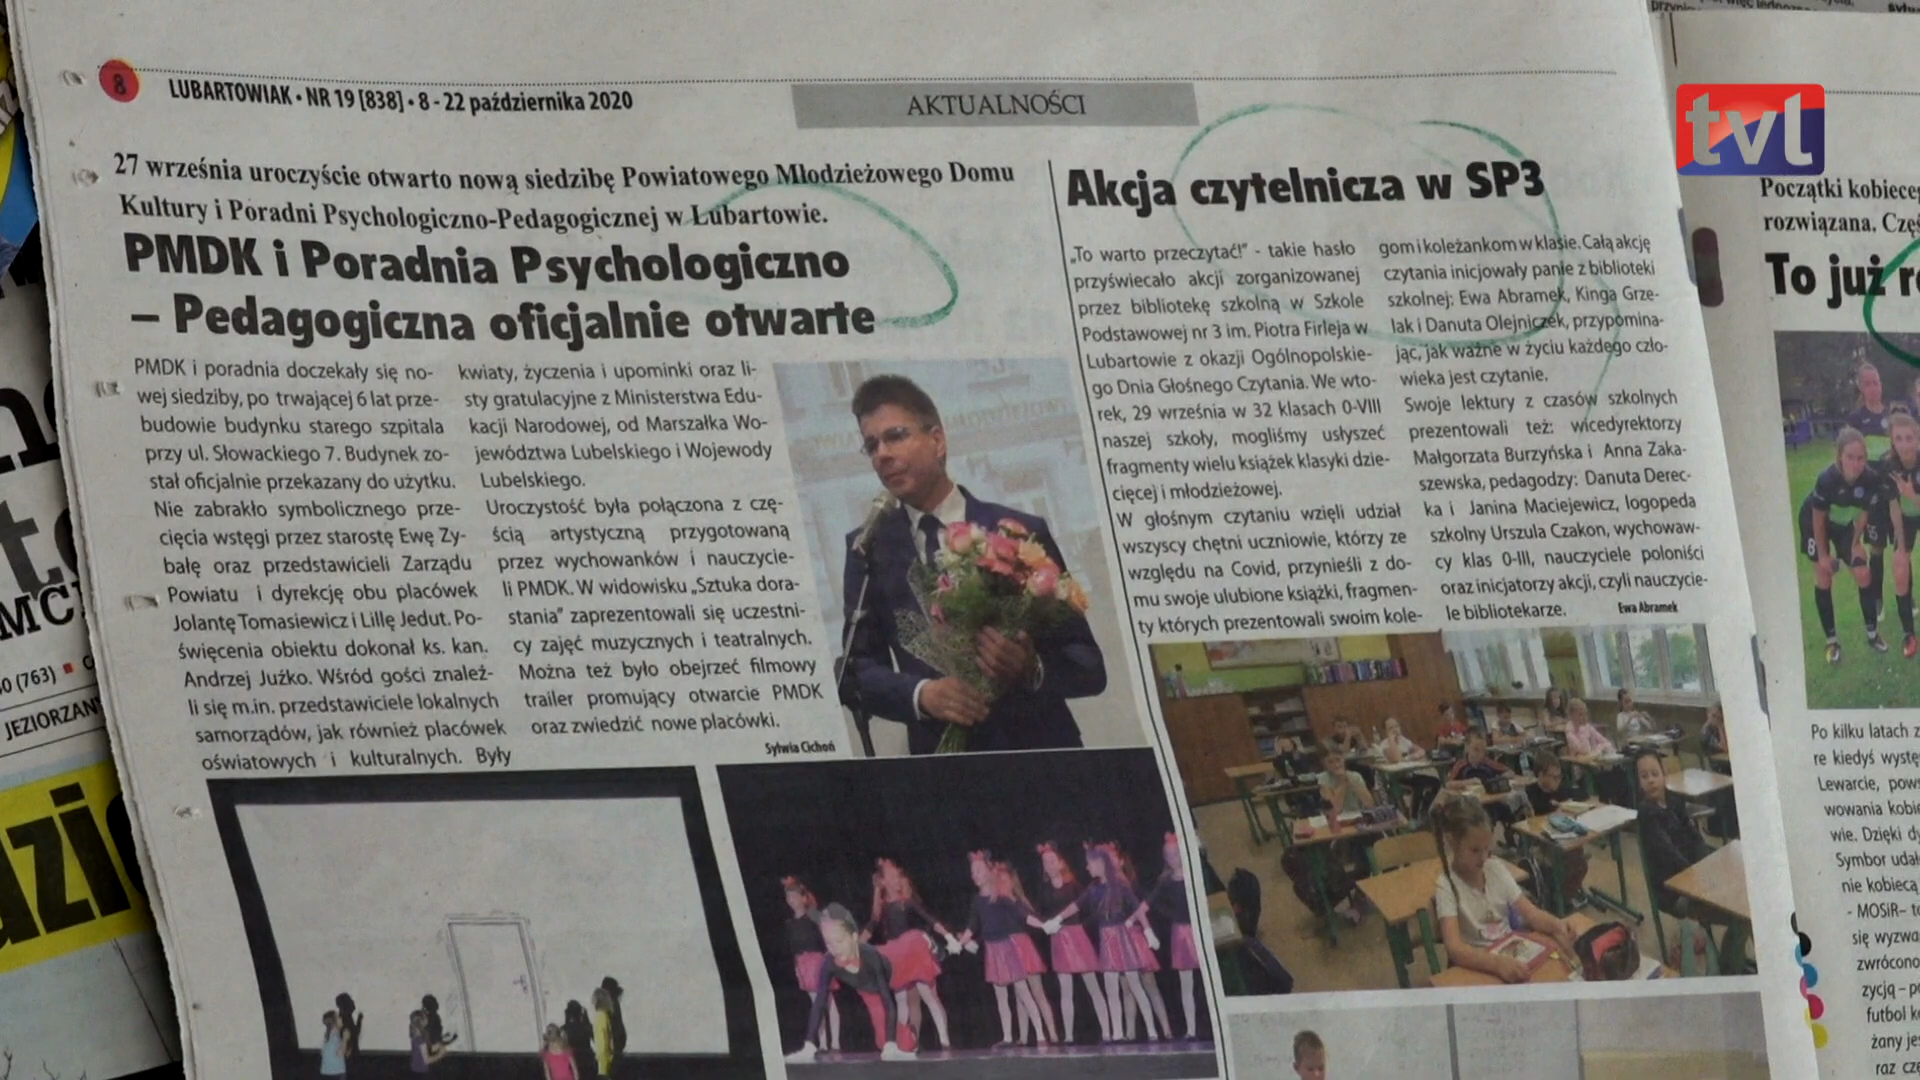 8
LUBARTOWIAK • NR 19 [838] • 8 - 22 października 2020
AKTUALNOŚCI
tvl
27 września uroczyście otwarto nową siedzibę Powiatowego Młodzieżowego Domu
Kultury i Poradni Psychologiczno-Pedagogicznej w Lubartowie.
PMDK i Poradnia Psychologiczno
– Pedagogiczna oficjalnie otwarte
PMDK i poradnia doczekały się no-
wej siedziby, po trwającej 6 lat prze-
budowie budynku starego szpitala
przy ul. Słowackiego 7. Budynek zo-
stał oficjalnie przekazany do użytku.
Nie zabrakło symbolicznego prze-
cięcia wstęgi przez starostę Ewę Zy-
bałę oraz przedstawicieli Zarządu
Powiatu i dyrekcję obu placówek
Jolantę Tomasiewicz i Lillę Jedut. Po-
święcenia obiektu dokonał ks. kan.
Andrzej Juźko. Wśród gości znaleź-
li się m.in. przedstawiciele lokalnych
samorządów, jak również placówek
oświatowych i kulturalnych. Były
kwiaty, życzenia i upominki oraz li-
sty gratulacyjne z Ministerstwa Edu-
kacji Narodowej, od Marszałka Wo-
jewództwa Lubelskiego i Wojewody
Lubelskiego.
Uroczystość była połączona z czę-
ścią artystyczną przygotowaną
przez wychowanków i nauczycie-
li PMDK. W widowisku „Sztuka dora-
stania” zaprezentowali się uczestni-
cy zajęć muzycznych i teatralnych.
Można też było obejrzeć filmowy
trailer promujący otwarcie PMDK
oraz zwiedzić nowe placówki.
Sylwia Cichoń
Akcja czytelnicza w SP3
„To warto przeczytać!” - takie hasło
przyświecało akcji zorganizowanej
przez bibliotekę szkolną w Szkole
Podstawowej nr 3 im. Piotra Firleja w
Lubartowie z okazji Ogólnopolskie-
go Dnia Głośnego Czytania. We wto-
rek, 29 września w 32 klasach 0-VIII
naszej szkoły, mogliśmy usłyszeć
fragmenty wielu książek klasyki dzie-
cięcej i młodzieżowej.
W głośnym czytaniu wzięli udział
wszyscy chętni uczniowie, którzy ze
względu na Covid, przynieśli z do-
mu swoje ulubione książki, fragmen-
ty których prezentowali swoim kole-
gom i koleżankom w klasie. Całą akcję
czytania inicjowały panie z biblioteki
szkolnej: Ewa Abramek, Kinga Grze-
lak i Danuta Olejniczek, przypomina-
jąc, jak ważne w życiu każdego czło-
wieka jest czytanie.
Swoje lektury z czasów szkolnych
prezentowali też: wicedyrektorzy
Małgorzata Burzyńska i Anna Zaka-
szewska, pedagodzy: Danuta Derec-
ka i Janina Maciejewicz, logopeda
szkolny Urszula Czakon, wychowaw-
cy klas 0-III, nauczyciele poloniści
oraz inicjatorzy akcji, czyli nauczycie-
le bibliotekarze.
Ewa Abramek
Początki kobieceg
rozwiązana. Czę
To już r
Po kilku latach z
re kiedyś wystę
Lewarcie, pow
wowania kobie
wie. Dzięki dy
Symbor udał
nie kobiecą
- MOSiR– t
się wyzwa
zwrócono
zycją – p
futbol k
żany je
raz cz
0 (763)
JEZIORZAN
MC